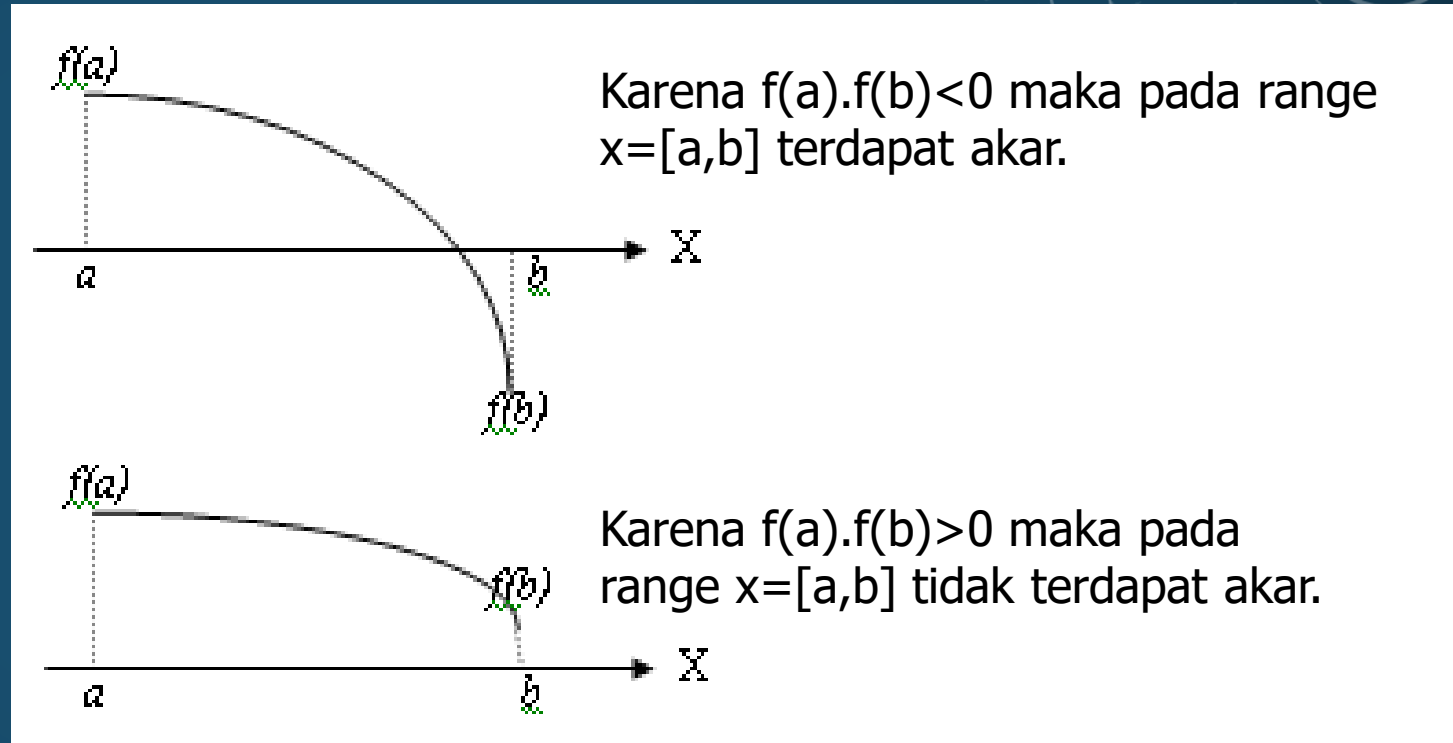 f(a)
Karena f(a).f(b)<0 maka pada range
x=[a,b] terdapat akar.
X
a
b
f(b)
f(a)
Karena f(a).f(b)>0 maka pada
f(b)
range x=[a,b] tidak terdapat akar.
X
a
b